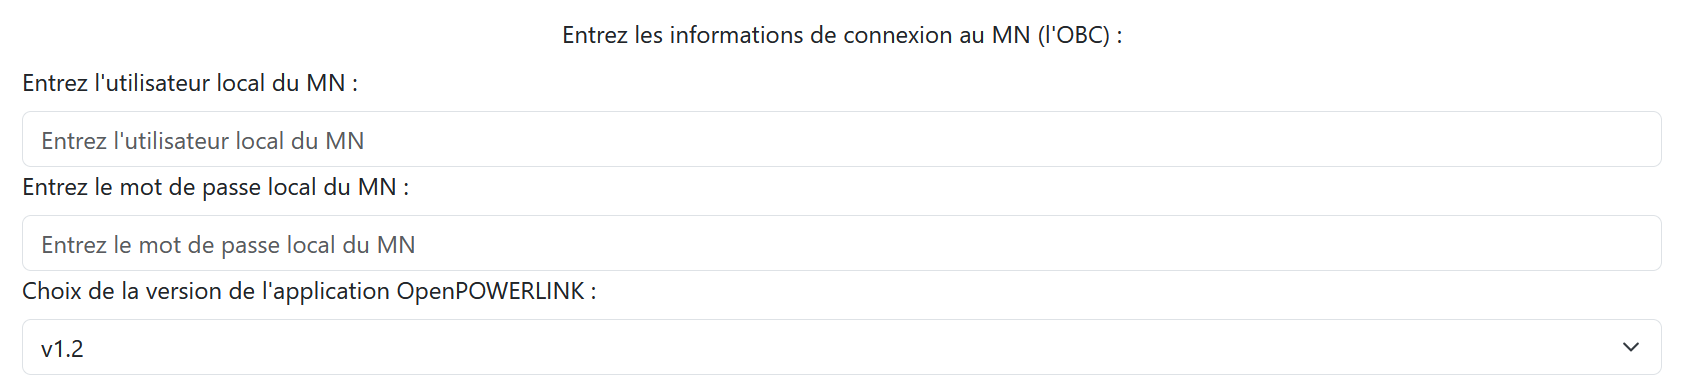 Entrez les informations de connexion au MN (l'OBC) :
Entrez l'utilisateur local du MN :
Entrez l'utilisateur local du MN
Entrez le mot de passe local du MN :
Entrez le mot de passe local du MN
Choix de la version de l'application OpenPOWERLINK :
v1.2